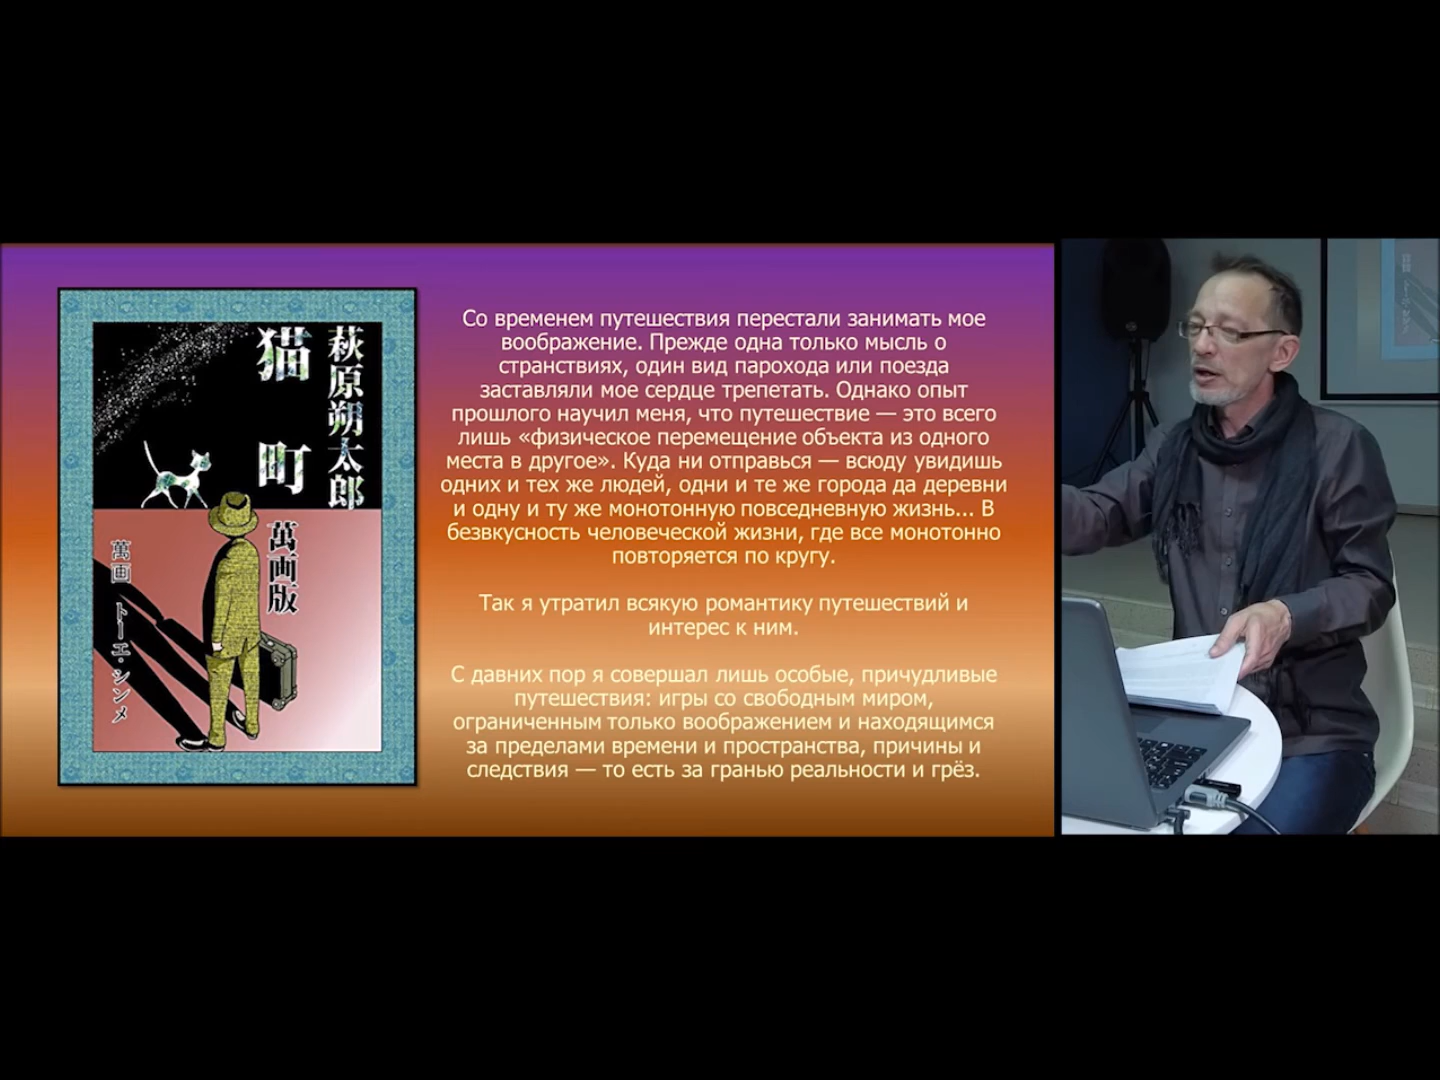 萩原朔太郎
猫町
萬画版
萬画 トーエ・シンメ
Со временем путешествия перестали занимать мое
воображение. Прежде одна только мысль о
странствиях, один вид парохода или поезда
заставляли мое сердце трепетать. Однако опыт
прошлого научил меня, что путешествие — это всего
лишь «физическое перемещение объекта из одного
места в другое». Куда ни отправься — всюду увидишь
одних и тех же людей, одни и те же города да деревни
и одну и ту же монотонную повседневную жизнь... В
безвкусность человеческой жизни, где все монотонно
повторяется по кругу.
Так я утратил всякую романтику путешествий и
интерес к ним.
С давних пор я совершал лишь особые, причудливые
путешествия: игры со свободным миром,
ограниченным только воображением и находящимся
за пределами времени и пространства, причины и
следствия — то есть за гранью реальности и грёз.